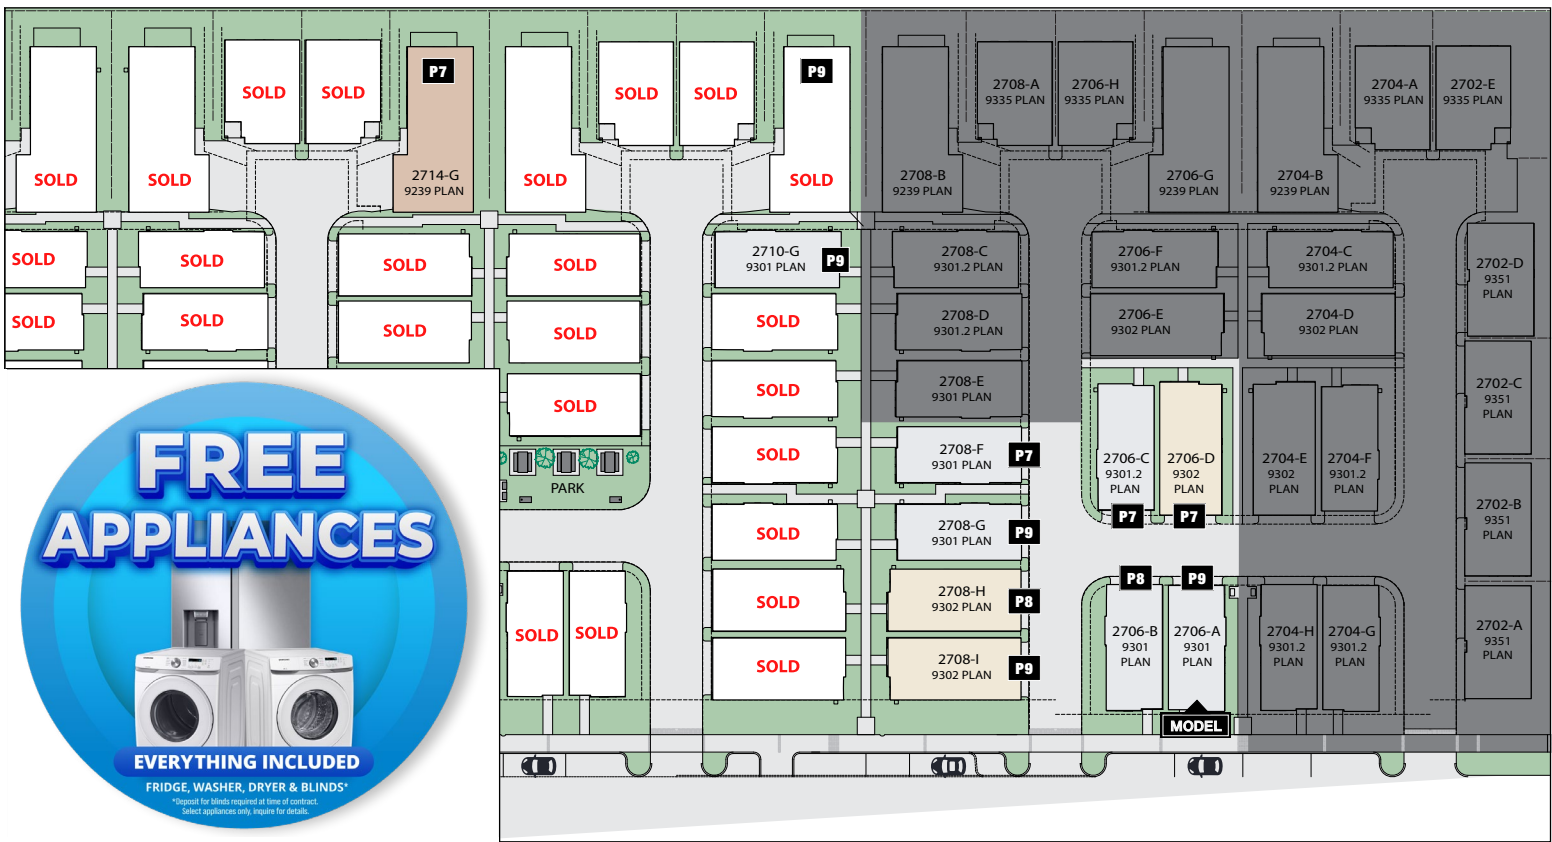 P7
P9
SOLD
SOLD
SOLD
SOLD
2708-A
9335 PLAN
2706-H
9335 PLAN
2704-A
9335 PLAN
2702-E
9335 PLAN
SOLD
SOLD
2714-G
9239 PLAN
SOLD
SOLD
2708-B
9239 PLAN
2706-G
9239 PLAN
2704-B
9239 PLAN
SOLD
SOLD
SOLD
SOLD
2710-G
9301 PLAN
P9
2708-C
9301.2 PLAN
2706-F
9301.2 PLAN
2704-C
9301.2 PLAN
2702-D
9351
PLAN
SOLD
SOLD
SOLD
SOLD
SOLD
2708-D
9301.2 PLAN
2706-E
9302 PLAN
2704-D
9302 PLAN
SOLD
SOLD
2708-E
9301 PLAN
2702-C
9351
PLAN
SOLD
2708-F
9301 PLAN
P7
2706-C
9301.2
PLAN
P7
2706-D
9302
PLAN
P7
2704-E
9302
PLAN
2704-F
9301.2
PLAN
PARK
2702-B
9351
PLAN
SOLD
2708-G
9301 PLAN
P9
SOLD
2708-H
9302 PLAN
P8
P8
P9
SOLD
SOLD
SOLD
2708-I
9302 PLAN
P9
2706-B
9301
PLAN
2706-A
9301
PLAN
2704-H
9301.2
PLAN
2704-G
9301.2
PLAN
2702-A
9351
PLAN
MODEL
FREE
APPLIANCES
EVERYTHING INCLUDED
FRIDGE, WASHER, DRYER & BLINDS*
*Deposit for blinds required at time of contract.
Select appliances only, inquire for details.